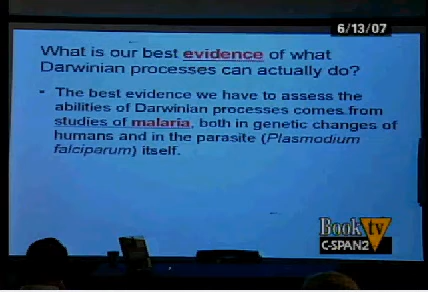 6/13/07
What is our best evidence of what
Darwinian processes can actually do?
- The best evidence we have to assess the
abilities of Darwinian processes comes from
studies of malaria, both in genetic changes of
humans and in the parasite (Plasmodium
falciparum) itself.
Book tv
C-SPAN2